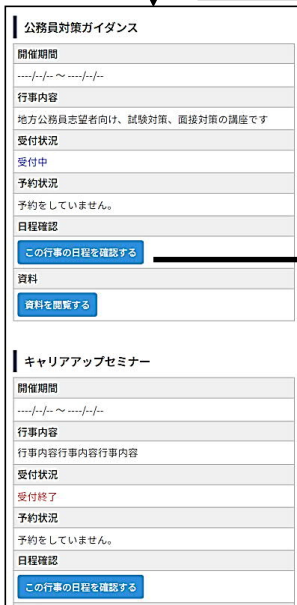 公務員対策ガイダンス
開催期間
----/--/-- ～ ----/--/--
行事内容
地方公務員志望者向け、試験対策、面接対策の講座です
受付状況
受付中
予約状況
予約をしていません。
日程確認
この行事の日程を確認する
資料
資料を閲覧する
キャリアアップセミナー
開催期間
----/--/-- ～ ----/--/--
行事内容
行事内容行事内容行事内容
受付状況
受付終了
予約状況
予約をしていません。
日程確認
この行事の日程を確認する